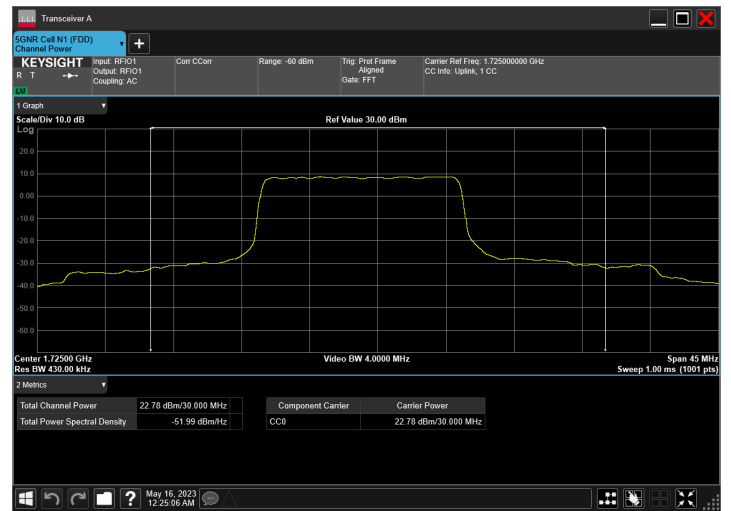 Transceiver A
5GNR Cell N1 (FDD)
Channel Power
KEYSIGHT
R T
LXI
Input: RFIO1
Output: RFIO1
Coupling: AC
Corr CCorr
Range: -60 dBm
Trig: Prot Frame
Aligned
Gate: FFT
Carrier Ref Freq: 1.725000000 GHz
CC Info: Uplink, 1 CC
1 Graph
Scale/Div 10.0 dB
Ref Value 30.00 dBm
Log
20.0
10.0
0.00
-10.0
-20.0
-30.0
-40.0
-50.0
-60.0
Center 1.72500 GHz
Video BW 4.0000 MHz
Span 45 MHz
Res BW 430.00 kHz
Sweep 1.00 ms (1001 pts)
2 Metrics
Total Channel Power 22.78 dBm/30.000 MHz
Total Power Spectral Density -51.99 dBm/Hz
Component Carrier Carrier Power
CC0 22.78 dBm/30.000 MHz
?
May 16, 2023
12:25:06 AM